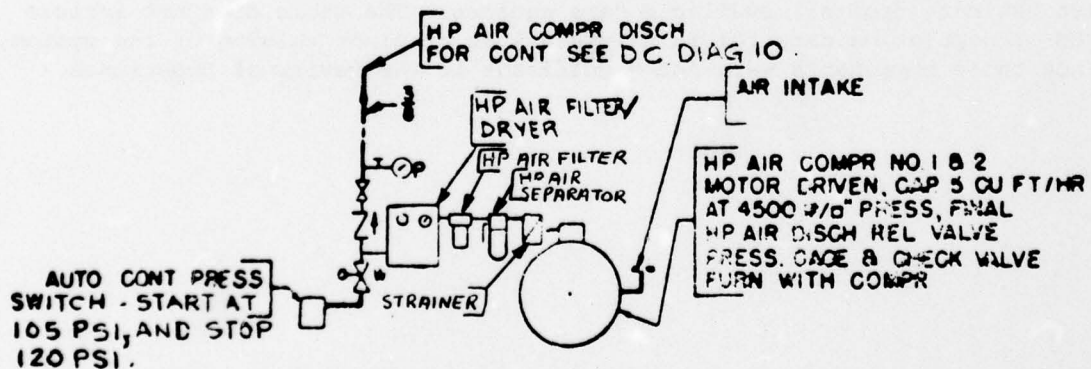 HP AIR COMPR DISCH
FOR CONT SEE DC DIAG 10.
HP AIR FILTER/
DRYER
HP AIR FILTER
HP AIR
SEPARATOR
AIR INTAKE
HP AIR COMPR NO. 1 & 2
MOTOR DRIVEN, CAP 5 CU FT/HR
AT 4500 #/□" PRESS, FINAL
HP AIR DISCH REL VALVE
PRESS. GAGE & CHECK VALVE
FURN WITH COMPR
P
STRAINER
AUTO CONT PRESS
SWITCH - START AT
105 PSI, AND STOP
120 PSI.